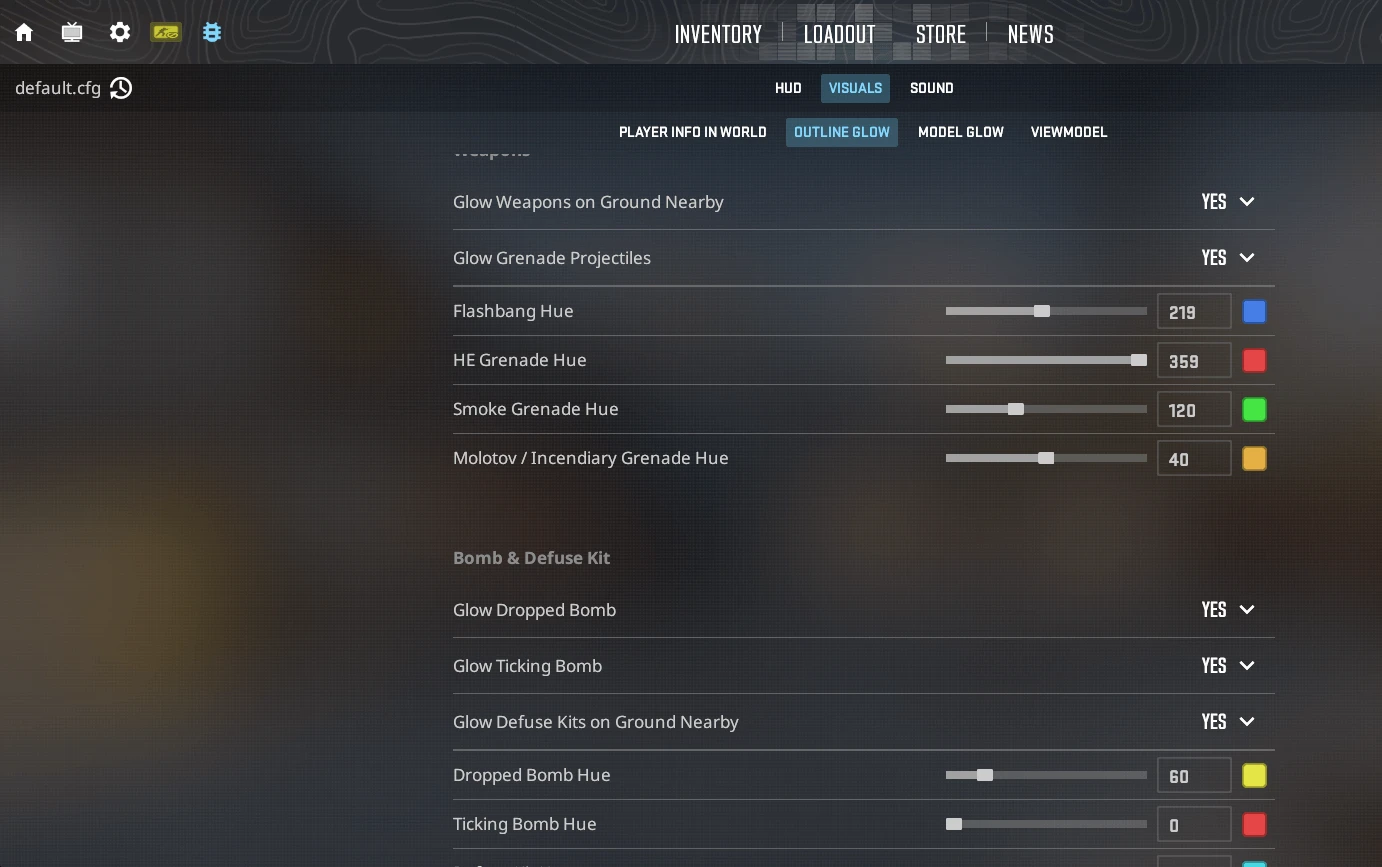 INVENTORY LOADOUT STORE NEWS
default.cfg
HUD VISUALS SOUND
PLAYER INFO IN WORLD OUTLINE GLOW MODEL GLOW VIEWMODEL
Weapons
Glow Weapons on Ground Nearby YES
Glow Grenade Projectiles YES
Flashbang Hue 219
HE Grenade Hue 359
Smoke Grenade Hue 120
Molotov / Incendiary Grenade Hue 40
Bomb & Defuse Kit
Glow Dropped Bomb YES
Glow Ticking Bomb YES
Glow Defuse Kits on Ground Nearby YES
Dropped Bomb Hue 60
Ticking Bomb Hue 0